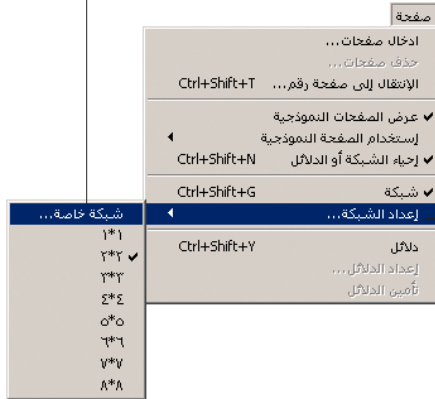 صفحة
ادخال صفحات...
حذف صفحات...
الإنتقال إلى صفحة رقم... Ctrl+Shift+T
عرض الصفحات النموذجية
إستخدام الصفحة النموذجية
إحياء الشبكة أو الدلائل Ctrl+Shift+N
شبكة Ctrl+Shift+G
إعداد الشبكة...
دلائل Ctrl+Shift+Y
إعداد الدلائل...
تأمين الدلائل
شبكة خاصة...
١*١
٢*٢
٣*٣
٤*٤
٥*٥
٦*٦
٧*٧
٨*٨